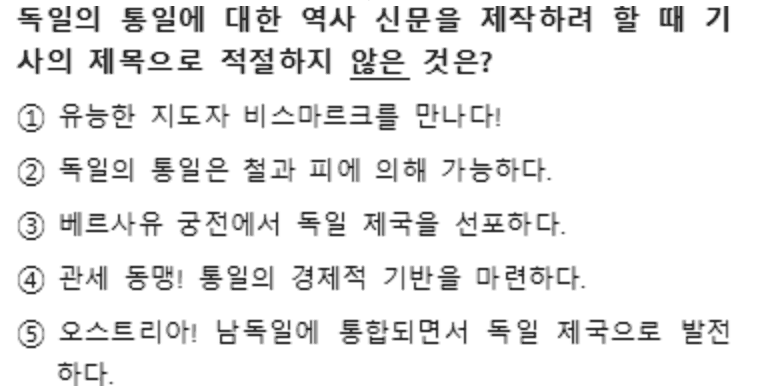 독일의 통일에 대한 역사 신문을 제작하려 할 때 기
사의 제목으로 적절하지 않은 것은?
① 유능한 지도자 비스마르크를 만나다!
② 독일의 통일은 철과 피에 의해 가능하다.
③ 베르사유 궁전에서 독일 제국을 선포하다.
④ 관세 동맹! 통일의 경제적 기반을 마련하다.
⑤ 오스트리아! 남독일에 통합되면서 독일 제국으로 발전
하다.